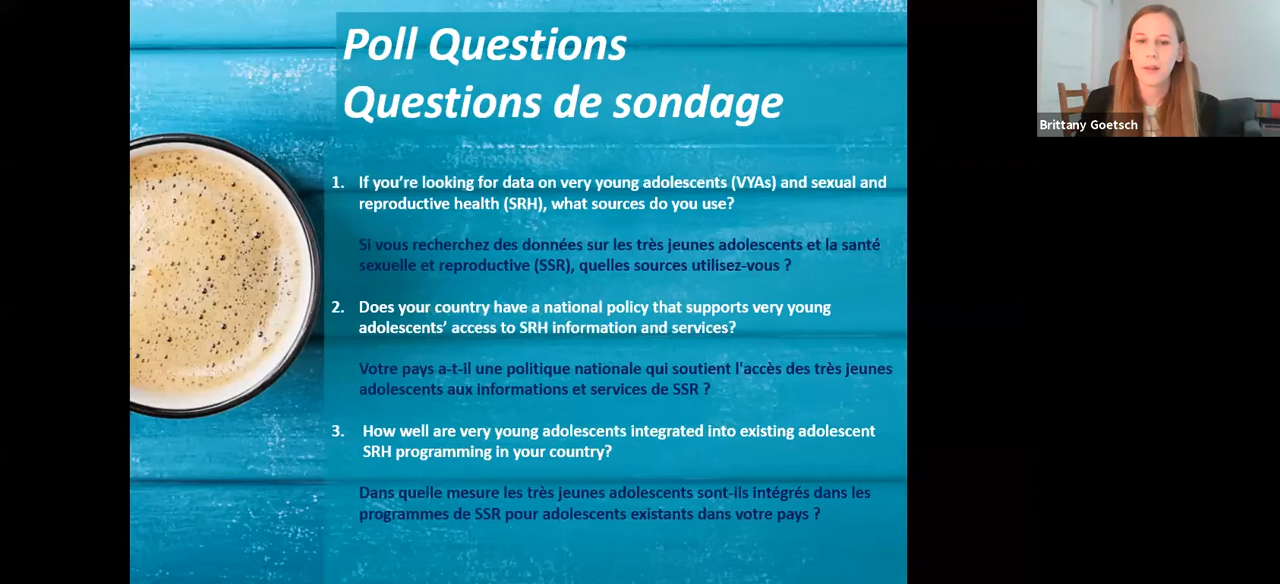 Poll Questions
Questions de sondage
1. If you're looking for data on very young adolescents (VYAs) and sexual and
reproductive health (SRH), what sources do you use?
Si vous recherchez des données sur les très jeunes adolescents et la santé
sexuelle et reproductive (SSR), quelles sources utilisez-vous ?
2. Does your country have a national policy that supports very young
adolescents' access to SRH information and services?
Votre pays a-t-il une politique nationale qui soutient l'accès des très jeunes
adolescents aux informations et services de SSR ?
3. How well are very young adolescents integrated into existing adolescent
SRH programming in your country?
Dans quelle mesure les très jeunes adolescents sont-ils intégrés dans les
programmes de SSR pour adolescents existants dans votre pays ?
Brittany Goetsch